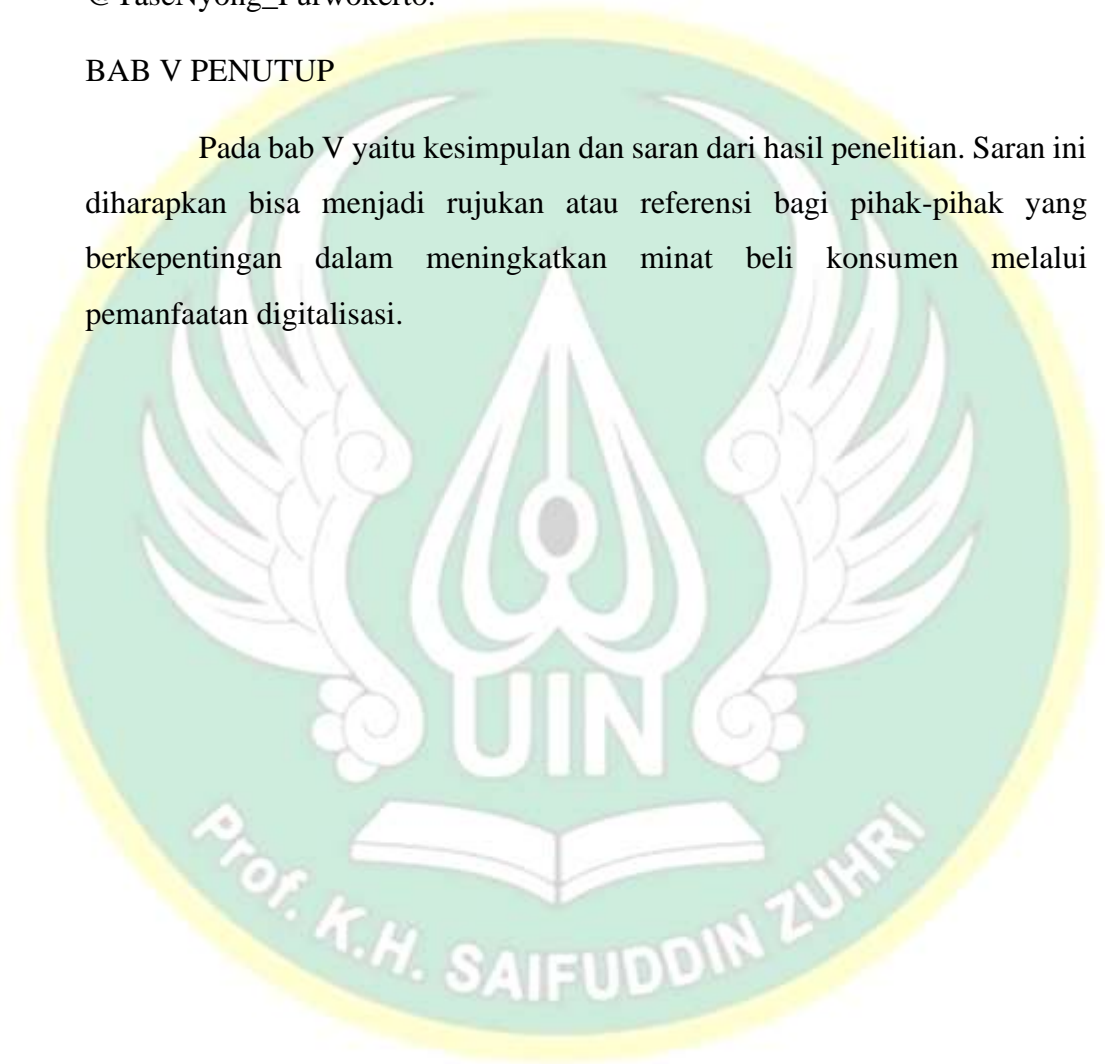 BAB V PENUTUP
Pada bab V yaitu kesimpulan dan saran dari hasil penelitian. Saran ini
diharapkan bisa menjadi rujukan atau referensi bagi pihak-pihak yang
berkepentingan dalam meningkatkan minat beli konsumen melalui
pemanfaatan digitalisasi.
UIN
Prof. K.H. SAIFUDDIN ZUHRI